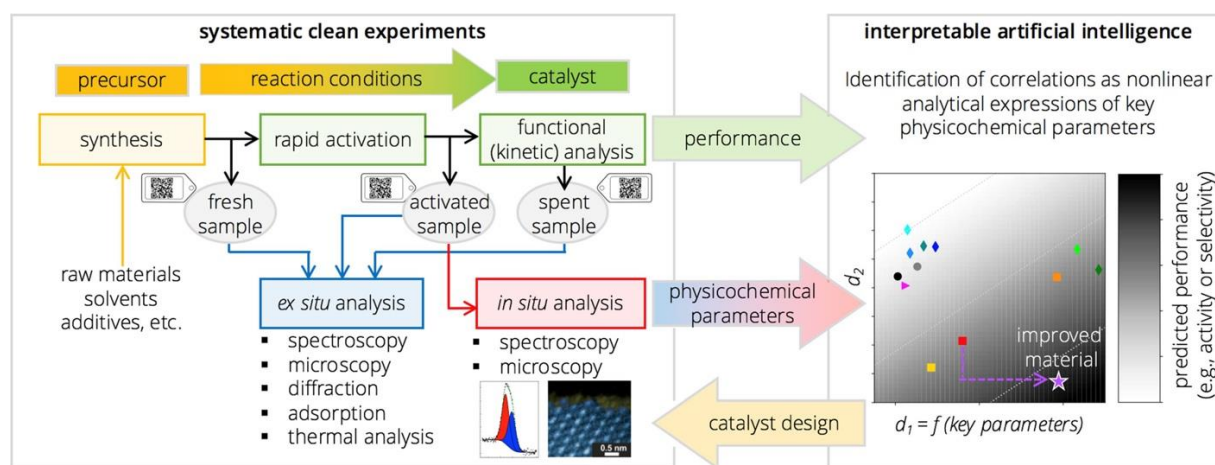 systematic clean experiments
precursor
reaction conditions
catalyst
synthesis
rapid activation
functional
(kinetic) analysis
fresh
sample
activated
sample
spent
sample
raw materials
solvents
additives, etc.
ex situ analysis
▪ spectroscopy
▪ microscopy
▪ diffraction
▪ adsorption
▪ thermal analysis
in situ analysis
▪ spectroscopy
▪ microscopy
0.5 nm
performance
physicochemical
parameters
catalyst design
interpretable artificial intelligence
Identification of correlations as nonlinear
analytical expressions of key
physicochemical parameters
d₂
improved
material
d₁ = f (key parameters)
predicted performance
(e.g., activity or selectivity)